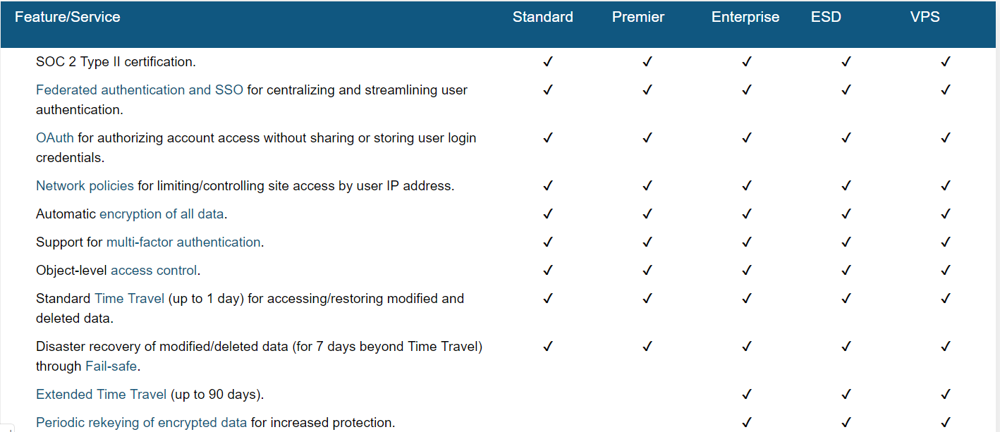 Feature/Service Standard Premier Enterprise ESD VPS
SOC 2 Type II certification. ✓ ✓ ✓ ✓ ✓
Federated authentication and SSO for centralizing and streamlining user ✓ ✓ ✓ ✓ ✓
authentication.
OAuth for authorizing account access without sharing or storing user login ✓ ✓ ✓ ✓ ✓
credentials.
Network policies for limiting/controlling site access by user IP address. ✓ ✓ ✓ ✓ ✓
Automatic encryption of all data. ✓ ✓ ✓ ✓ ✓
Support for multi-factor authentication. ✓ ✓ ✓ ✓ ✓
Object-level access control. ✓ ✓ ✓ ✓ ✓
Standard Time Travel (up to 1 day) for accessing/restoring modified and ✓ ✓ ✓ ✓ ✓
deleted data.
Disaster recovery of modified/deleted data (for 7 days beyond Time Travel) ✓ ✓ ✓ ✓ ✓
through Fail-safe.
Extended Time Travel (up to 90 days). ✓ ✓ ✓
Periodic rekeying of encrypted data for increased protection. ✓ ✓ ✓